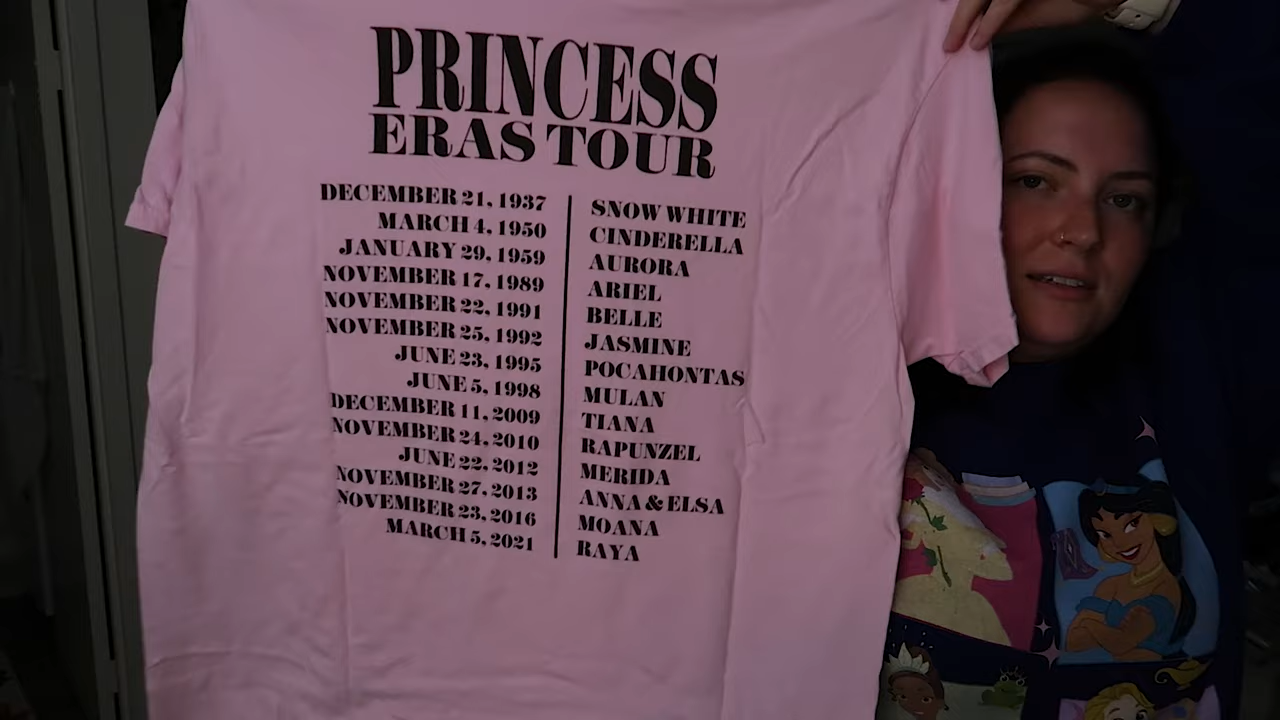 PRINCESS
ERAS TOUR
DECEMBER 21, 1937 SNOW WHITE
MARCH 4, 1950 CINDERELLA
JANUARY 29, 1959 AURORA
NOVEMBER 17, 1989 ARIEL
NOVEMBER 22, 1991 BELLE
NOVEMBER 25, 1992 JASMINE
JUNE 23, 1995 POCAHONTAS
JUNE 5, 1998 MULAN
DECEMBER 11, 2009 TIANA
NOVEMBER 24, 2010 RAPUNZEL
JUNE 22, 2012 MERIDA
NOVEMBER 27, 2013 ANNA & ELSA
NOVEMBER 23, 2016 MOANA
MARCH 5, 2021 RAYA